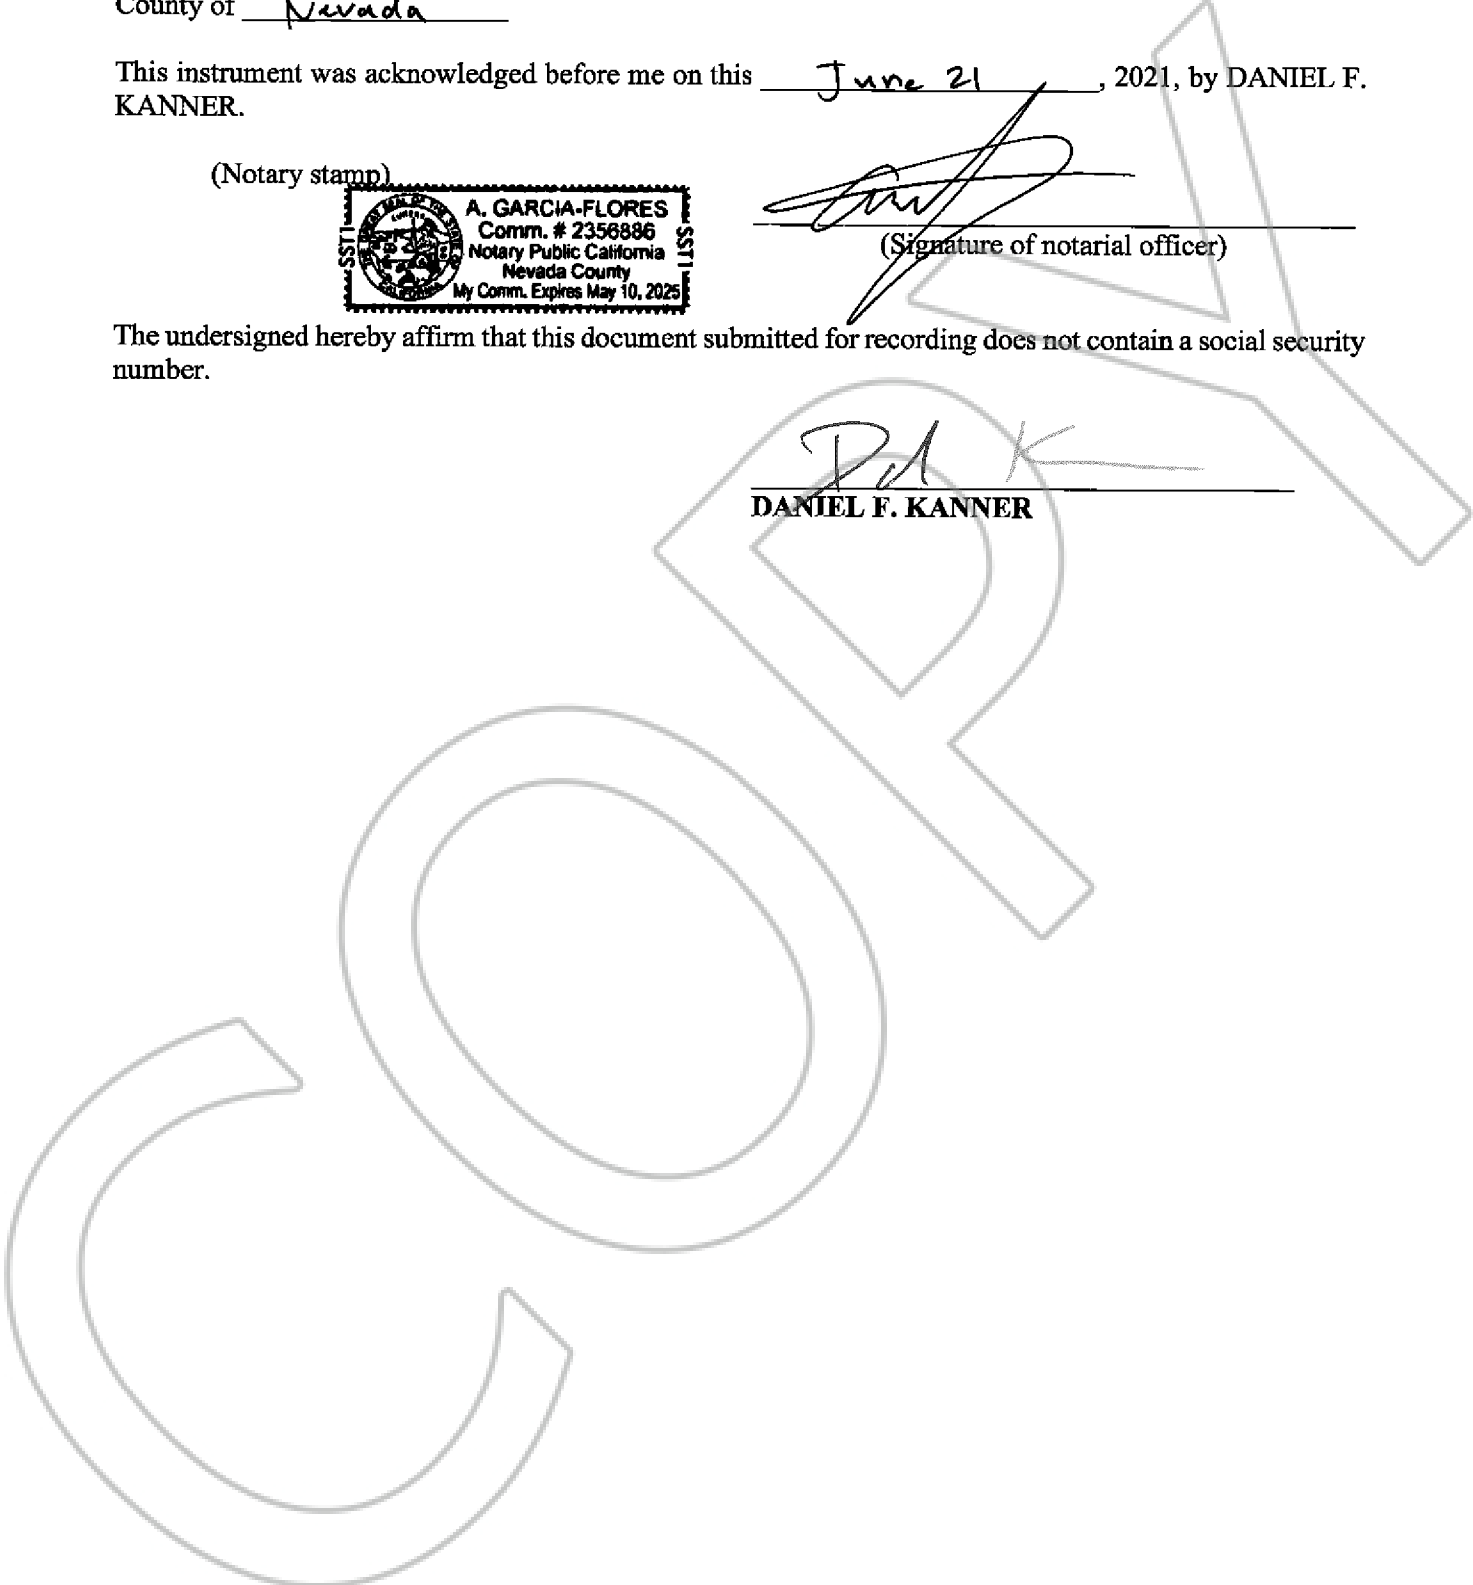 County of Nevada
This instrument was acknowledged before me on this June 21, 2021, by DANIEL F.
KANNER.
(Notary stamp)
A. GARCIA-FLORES
Comm. # 2356886
Notary Public California
Nevada County
My Comm. Expires May 10, 2025
SSTI
SSTI
(Signature of notarial officer)
The undersigned hereby affirm that this document submitted for recording does not contain a social security
number.
DANIEL F. KANNER
COPY